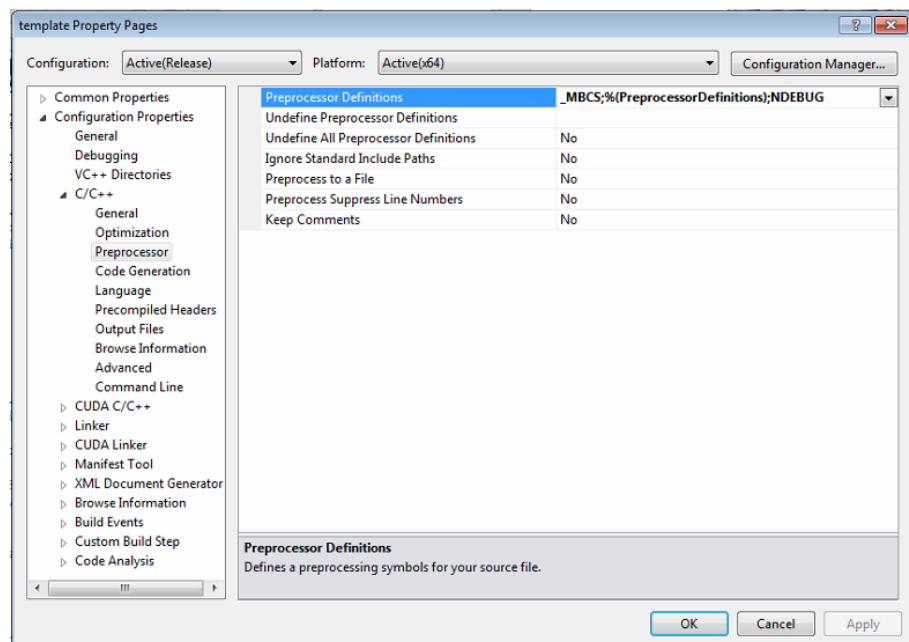 template Property Pages
Configuration: Active(Release) Platform: Active(x64) Configuration Manager...
Common Properties
Configuration Properties
General
Debugging
VC++ Directories
C/C++
General
Optimization
Preprocessor
Code Generation
Language
Precompiled Headers
Output Files
Browse Information
Advanced
Command Line
CUDA C/C++
Linker
CUDA Linker
Manifest Tool
XML Document Generator
Browse Information
Build Events
Custom Build Step
Code Analysis
Preprocessor Definitions _MBCS;%(PreprocessorDefinitions);NDEBUG
Undefine Preprocessor Definitions
Undefine All Preprocessor Definitions No
Ignore Standard Include Paths No
Preprocess to a File No
Preprocess Suppress Line Numbers No
Keep Comments No
Preprocessor Definitions
Defines a preprocessing symbols for your source file.
OK Cancel Apply